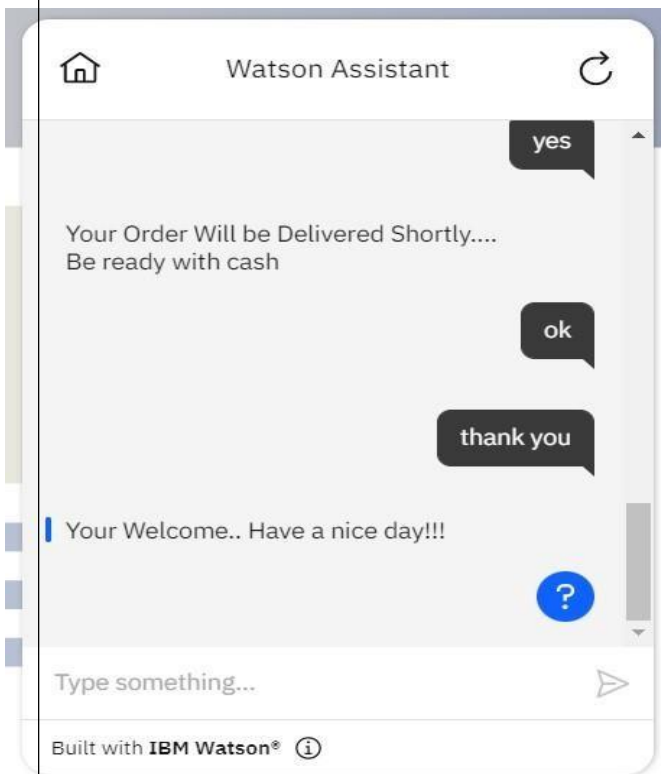 Watson Assistant
yes
Your Order Will be Delivered Shortly....
Be ready with cash
ok
thank you
Your Welcome.. Have a nice day!!!
?
Type something...
Built with IBM Watson®